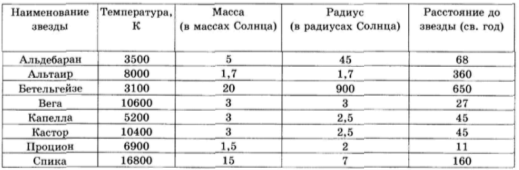 Наименование звезды Температура, К Масса (в массах Солнца) Радиус (в радиусах Солнца) Расстояние до звезды (св. год)
Альдебаран 3500 5 45 68
Альтаир 8000 1,7 1,7 360
Бетельгейзе 3100 20 900 650
Вега 10600 3 3 27
Капелла 5200 3 2,5 45
Кастор 10400 3 2,5 45
Процион 6900 1,5 2 11
Спика 16800 15 7 160